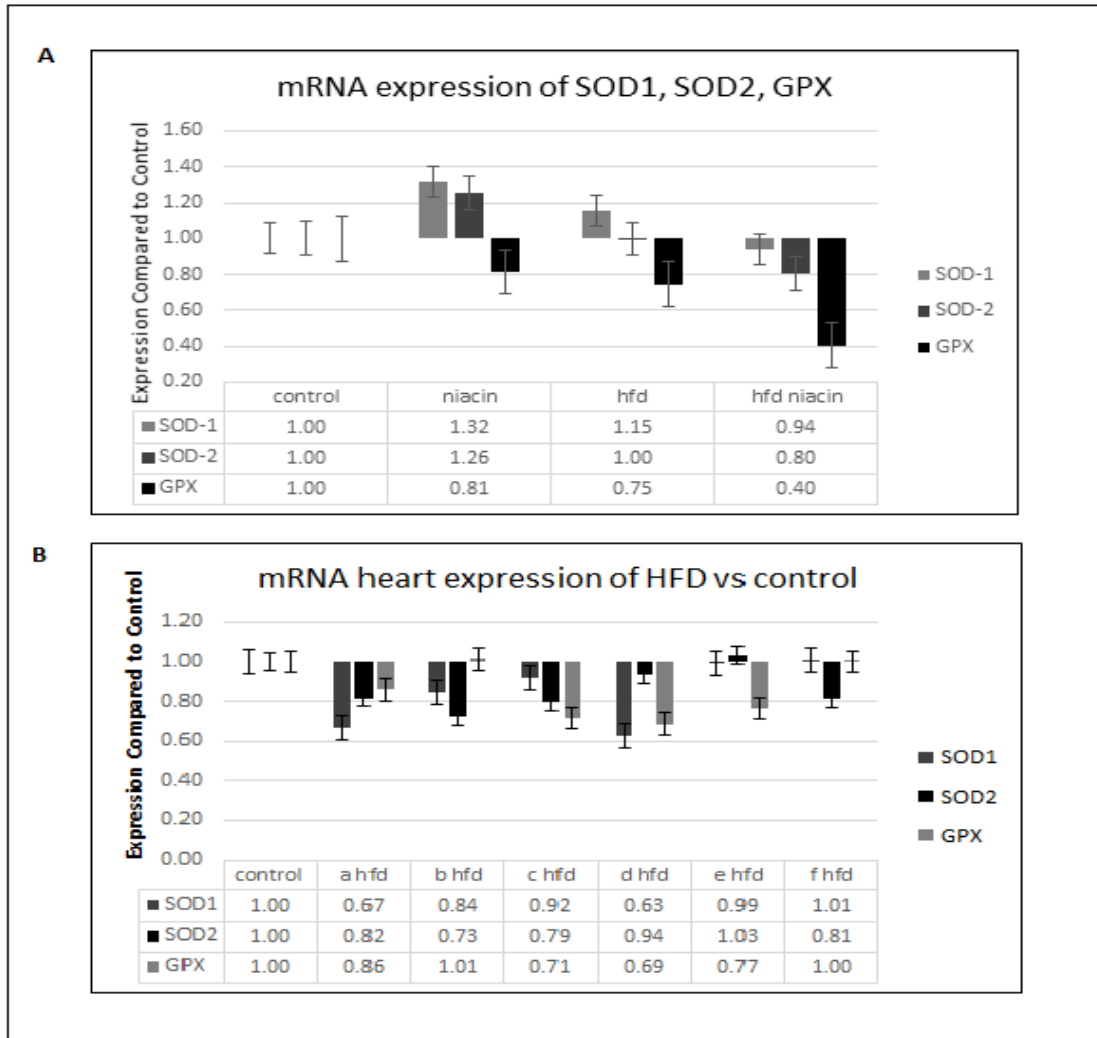 A
mRNA expression of SOD1, SOD2, GPX
Expression Compared to Control
1.60
1.40
1.20
1.00
0.80
0.60
0.40
0.20
SOD-1
SOD-2
GPX
control niacin hfd hfd niacin
SOD-1 1.00 1.32 1.15 0.94
SOD-2 1.00 1.26 1.00 0.80
GPX 1.00 0.81 0.75 0.40
B
mRNA heart expression of HFD vs control
Expression Compared to Control
1.20
1.00
0.80
0.60
0.40
0.20
0.00
SOD1
SOD2
GPX
control a hfd b hfd c hfd d hfd e hfd f hfd
SOD1 1.00 0.67 0.84 0.92 0.63 0.99 1.01
SOD2 1.00 0.82 0.73 0.79 0.94 1.03 0.81
GPX 1.00 0.86 1.01 0.71 0.69 0.77 1.00